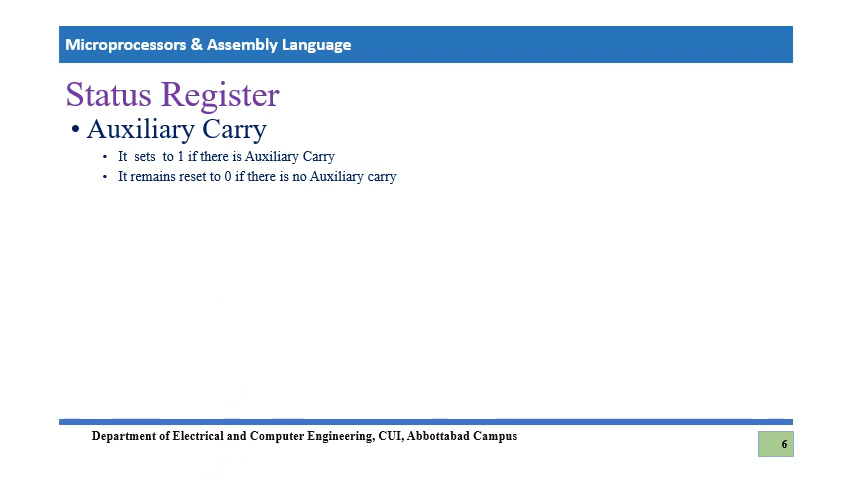 Microprocessors & Assembly Language
Status Register
• Auxiliary Carry
• It sets to 1 if there is Auxiliary Carry
• It remains reset to 0 if there is no Auxiliary carry
Department of Electrical and Computer Engineering, CUI, Abbottabad Campus
6